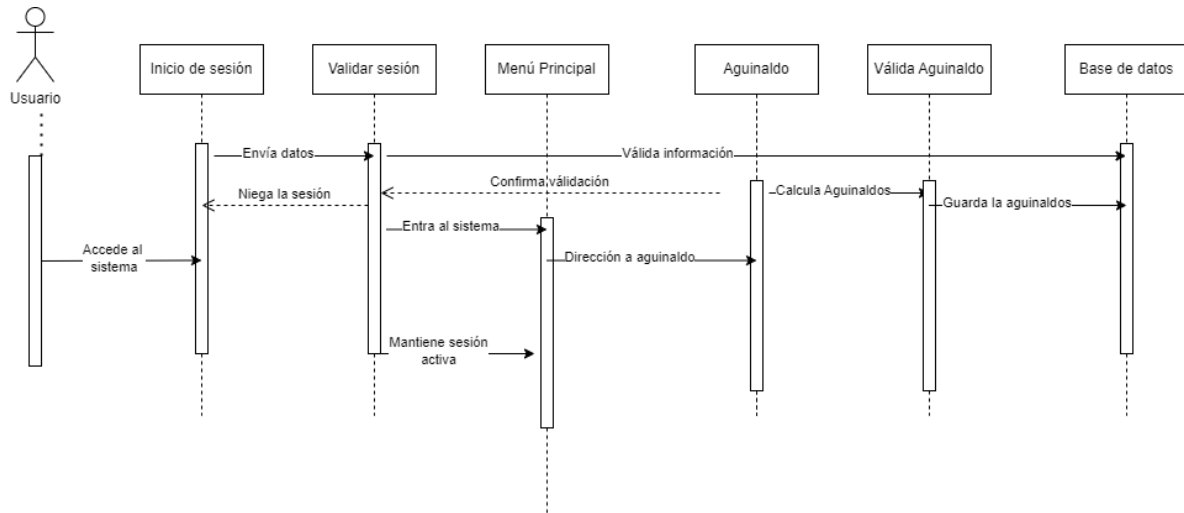 Usuario
Inicio de sesión
Validar sesión
Menú Principal
Aguinaldo
Válida Aguinaldo
Base de datos
Envía datos
Válida información
Confirma válidación
Calcula Aguinaldos
Niega la sesión
Guarda la aguinaldos
Entra al sistema
Accede al
sistema
Dirección a aguinaldo
Mantiene sesión
activa